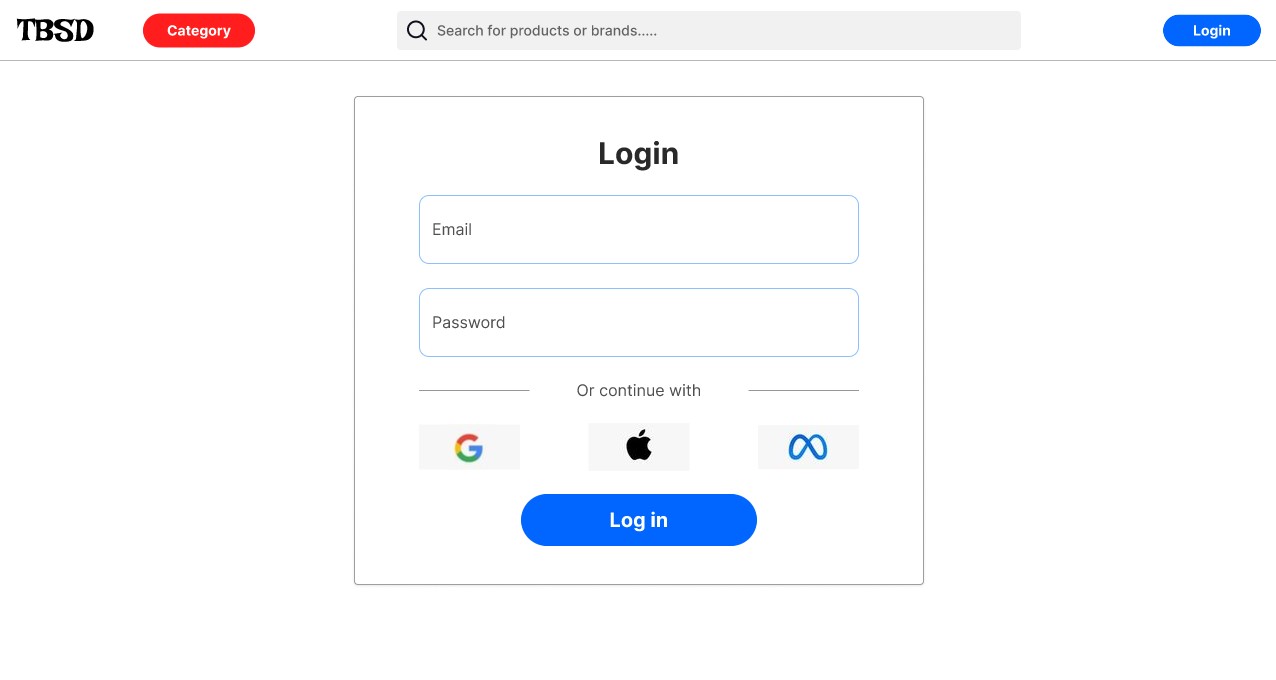 TBSD
Category
Search for products or brands.....
Login
Login
Email
Password
Or continue with
Log in